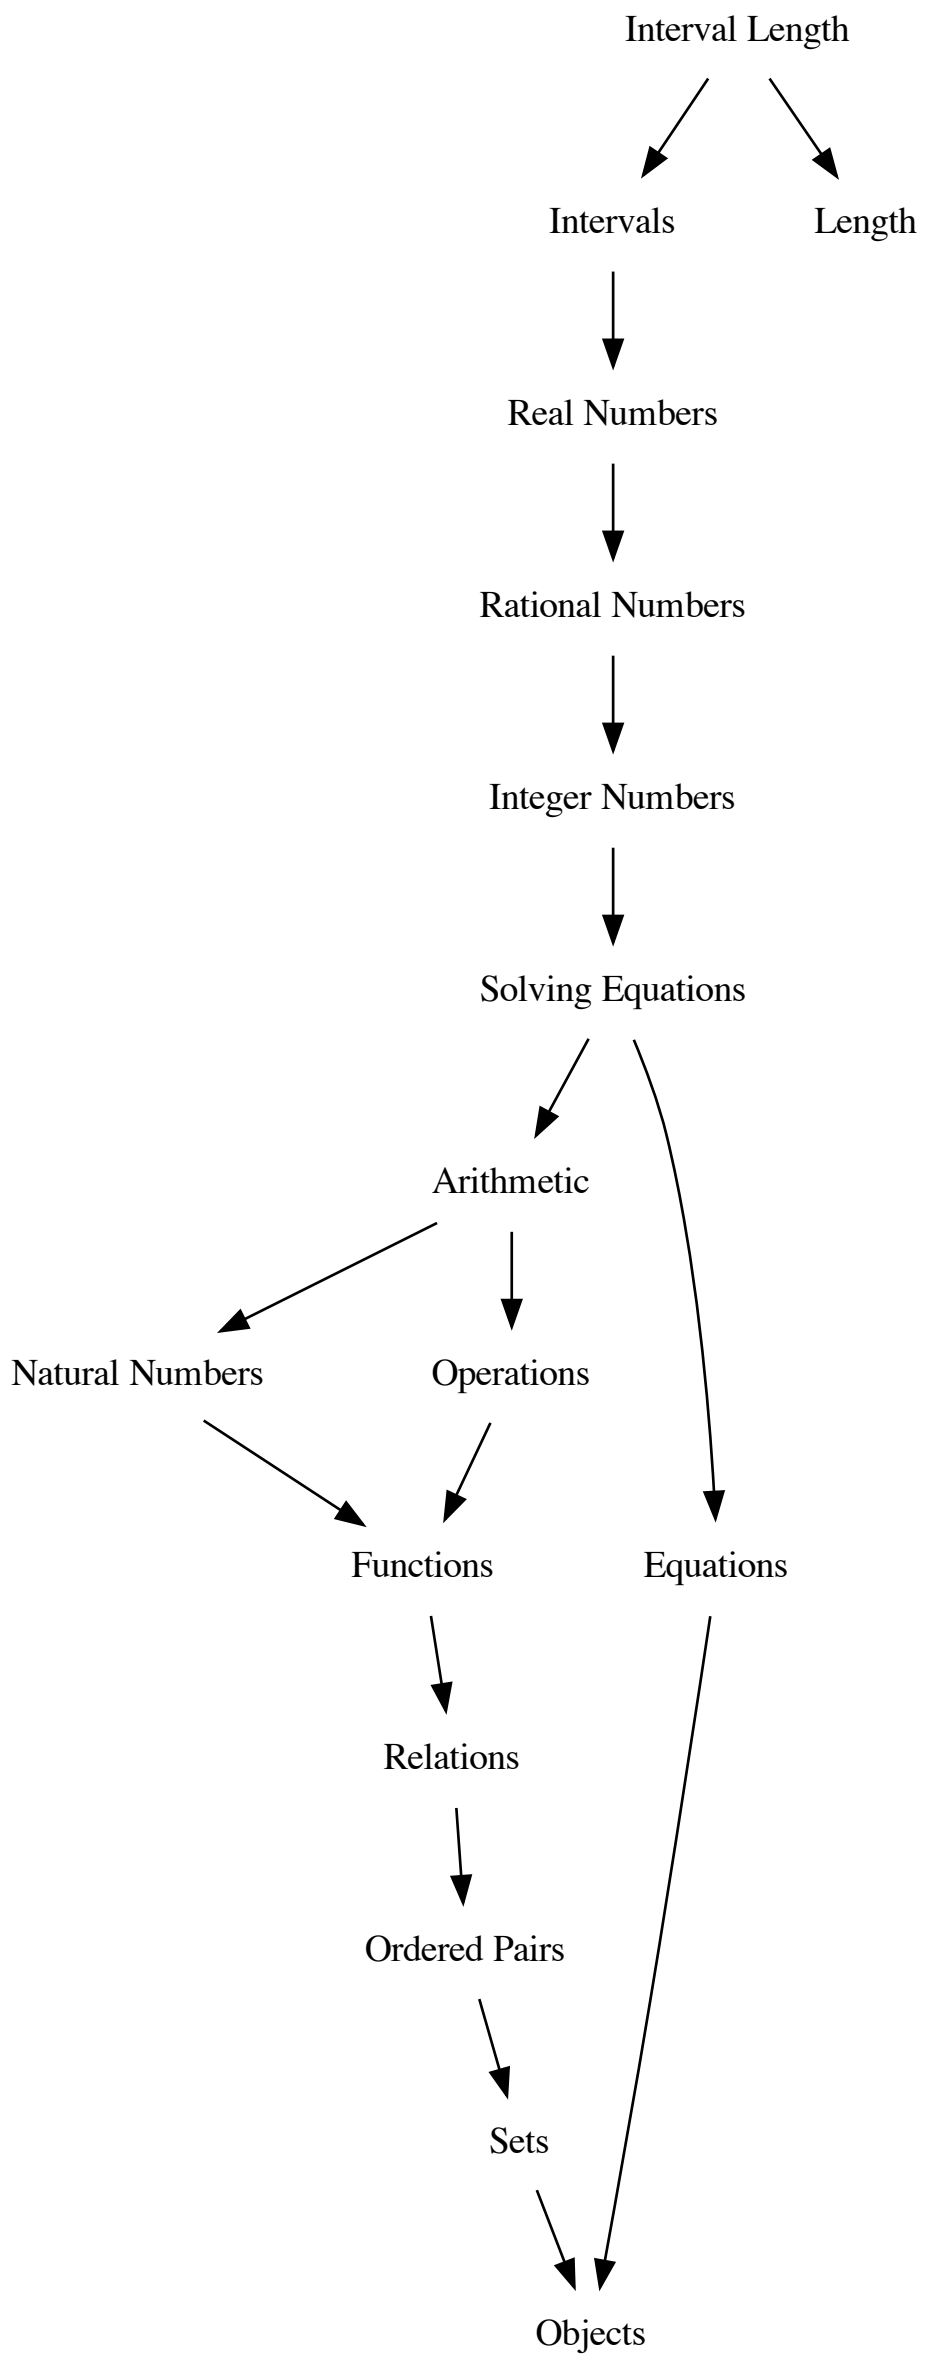 Interval Length
Intervals
Length
Real Numbers
Rational Numbers
Integer Numbers
Solving Equations
Arithmetic
Natural Numbers
Operations
Functions
Equations
Relations
Ordered Pairs
Sets
Objects